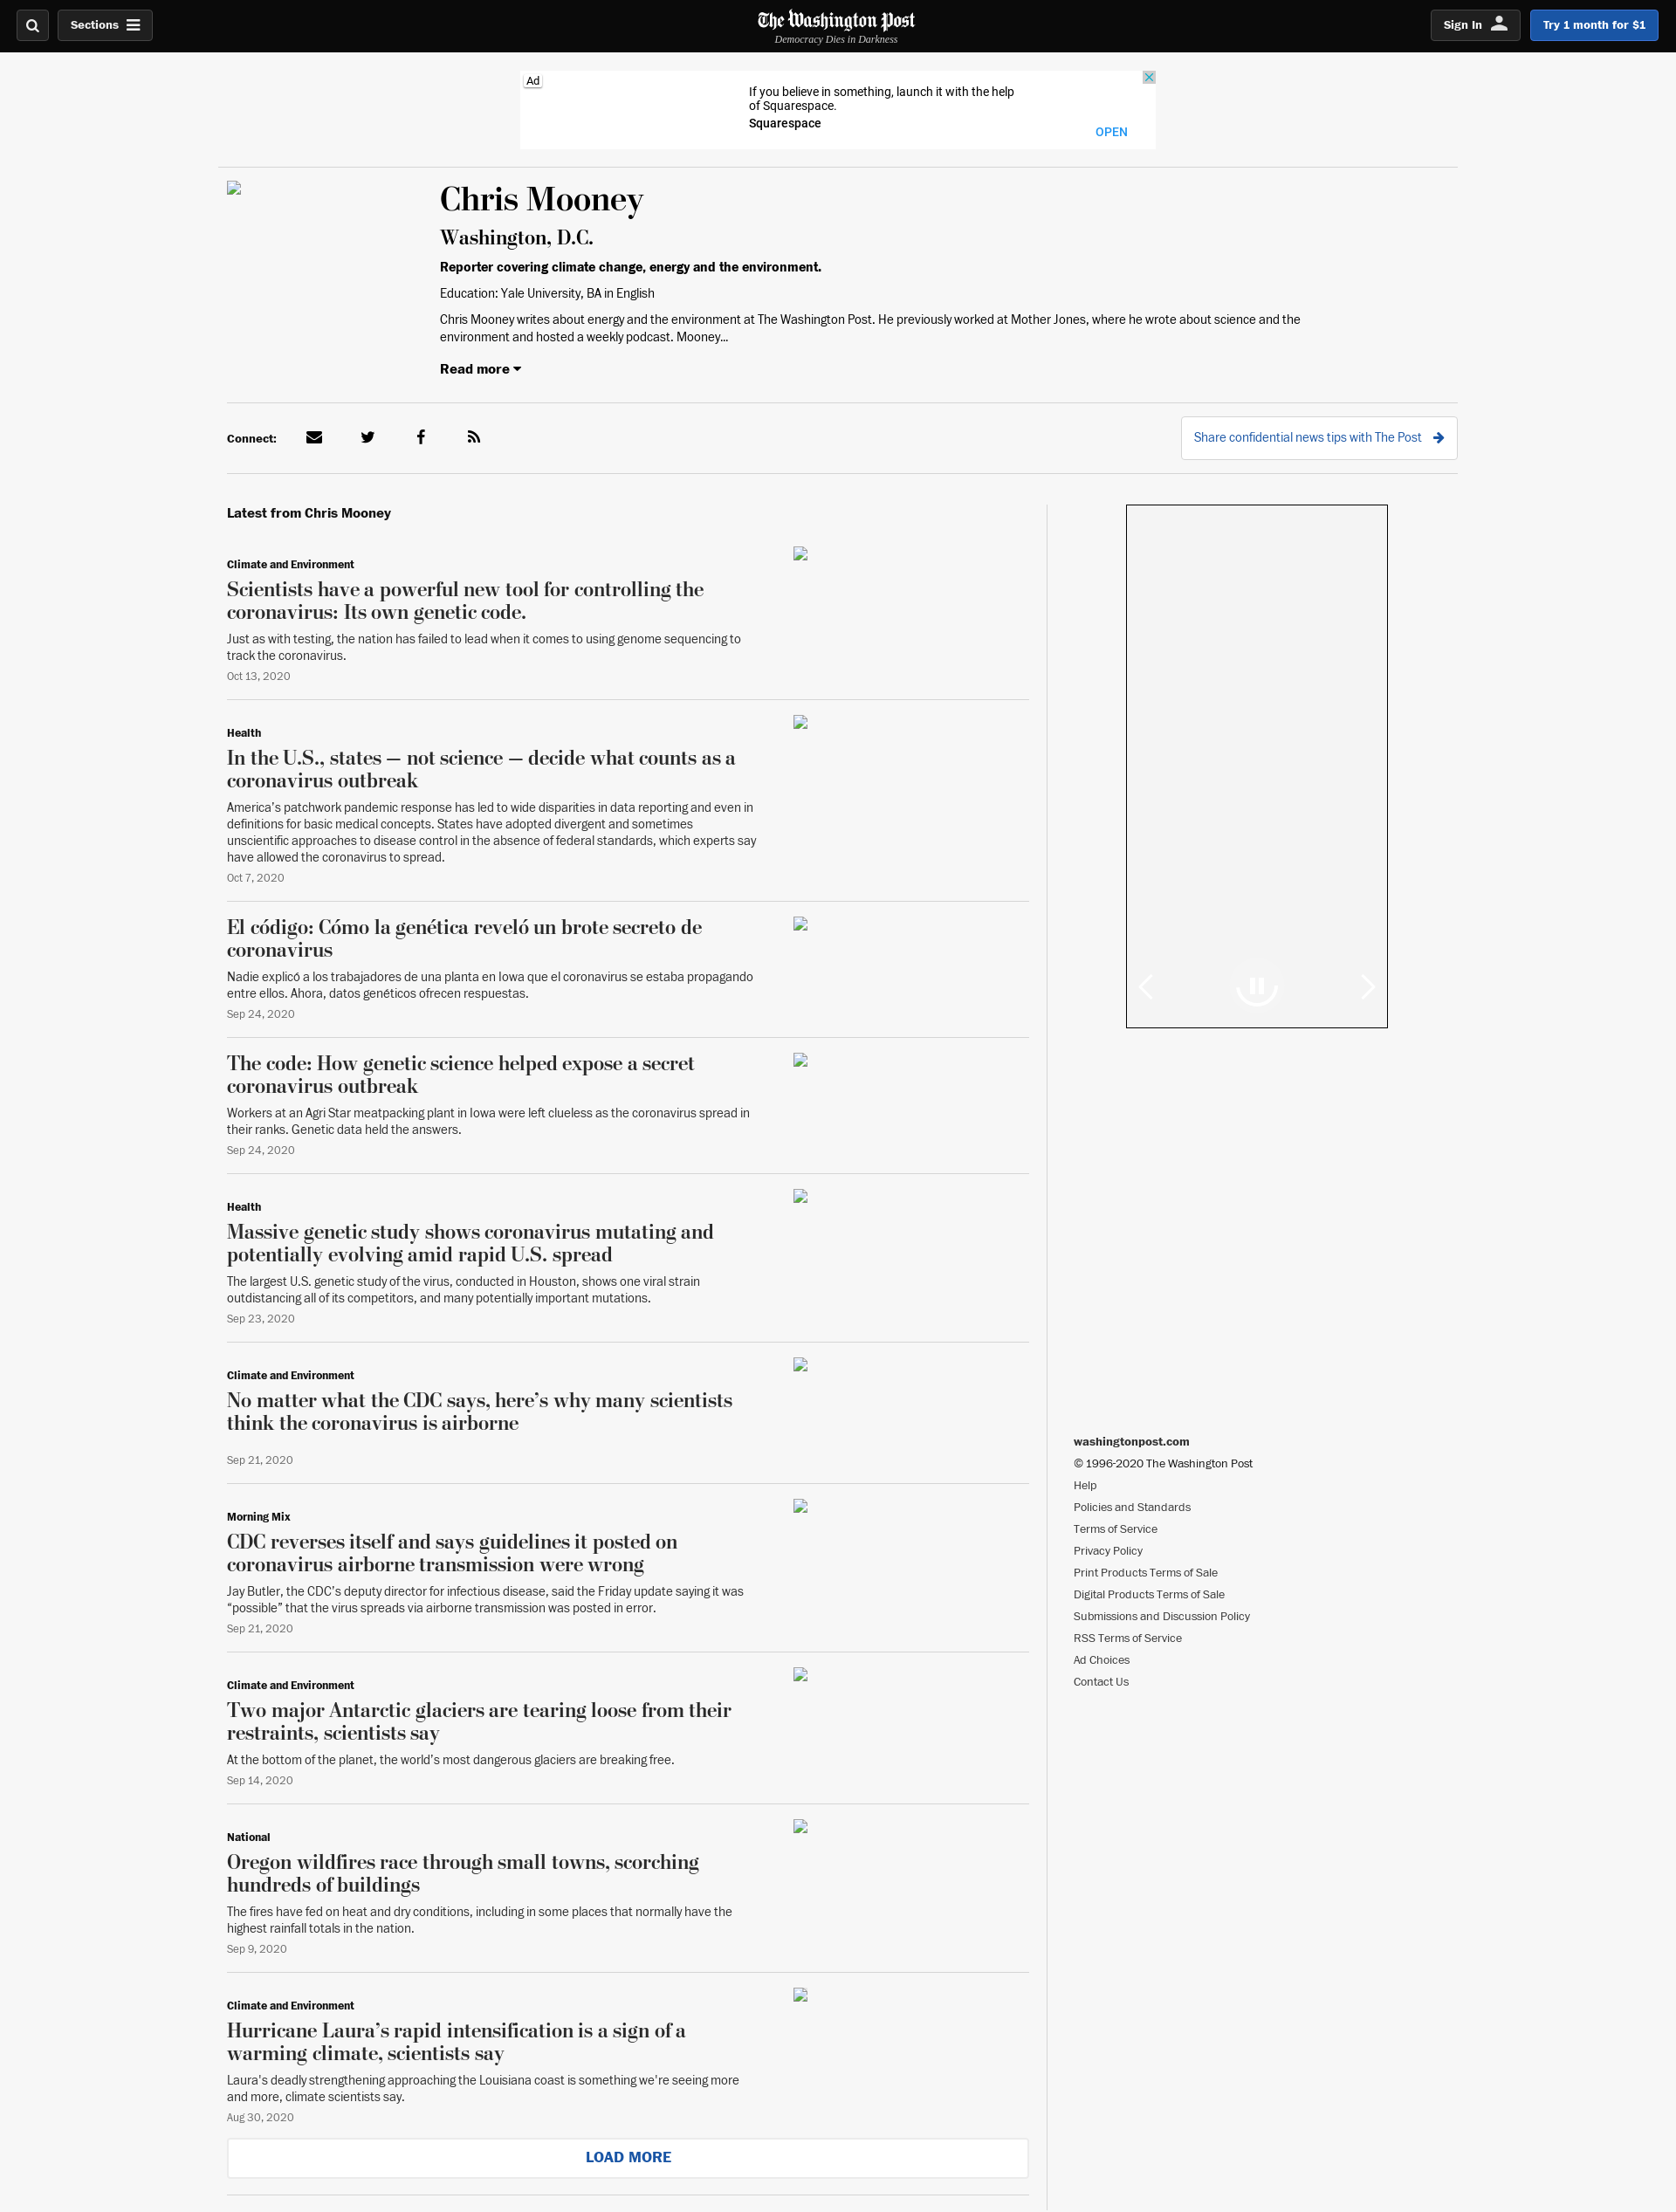 Sections
The Washington Post
Democracy Dies in Darkness
Sign In
Try 1 month for $1
Ad
If you believe in something, launch it with the help
of Squarespace.
Squarespace
OPEN
Chris Mooney
Washington, D.C.
Reporter covering climate change, energy and the environment.
Education: Yale University, BA in English
Chris Mooney writes about energy and the environment at The Washington Post. He previously worked at Mother Jones, where he wrote about science and the
environment and hosted a weekly podcast. Mooney...
Read more
Connect:
Share confidential news tips with The Post
Latest from Chris Mooney
Climate and Environment
Scientists have a powerful new tool for controlling the
coronavirus: Its own genetic code.
Just as with testing, the nation has failed to lead when it comes to using genome sequencing to
track the coronavirus.
Oct 13, 2020
Health
In the U.S., states — not science — decide what counts as a
coronavirus outbreak
America’s patchwork pandemic response has led to wide disparities in data reporting and even in
definitions for basic medical concepts. States have adopted divergent and sometimes
unscientific approaches to disease control in the absence of federal standards, which experts say
have allowed the coronavirus to spread.
Oct 7, 2020
El código: Cómo la genética reveló un brote secreto de
coronavirus
Nadie explicó a los trabajadores de una planta en Iowa que el coronavirus se estaba propagando
entre ellos. Ahora, datos genéticos ofrecen respuestas.
Sep 24, 2020
The code: How genetic science helped expose a secret
coronavirus outbreak
Workers at an Agri Star meatpacking plant in Iowa were left clueless as the coronavirus spread in
their ranks. Genetic data held the answers.
Sep 24, 2020
Health
Massive genetic study shows coronavirus mutating and
potentially evolving amid rapid U.S. spread
The largest U.S. genetic study of the virus, conducted in Houston, shows one viral strain
outdistancing all of its competitors, and many potentially important mutations.
Sep 23, 2020
Climate and Environment
No matter what the CDC says, here’s why many scientists
think the coronavirus is airborne
Sep 21, 2020
Morning Mix
CDC reverses itself and says guidelines it posted on
coronavirus airborne transmission were wrong
Jay Butler, the CDC’s deputy director for infectious disease, said the Friday update saying it was
“possible” that the virus spreads via airborne transmission was posted in error.
Sep 21, 2020
Climate and Environment
Two major Antarctic glaciers are tearing loose from their
restraints, scientists say
At the bottom of the planet, the world’s most dangerous glaciers are breaking free.
Sep 14, 2020
National
Oregon wildfires race through small towns, scorching
hundreds of buildings
The fires have fed on heat and dry conditions, including in some places that normally have the
highest rainfall totals in the nation.
Sep 9, 2020
Climate and Environment
Hurricane Laura’s rapid intensification is a sign of a
warming climate, scientists say
Laura's deadly strengthening approaching the Louisiana coast is something we're seeing more
and more, climate scientists say.
Aug 30, 2020
LOAD MORE
washingtonpost.com
© 1996-2020 The Washington Post
Help
Policies and Standards
Terms of Service
Privacy Policy
Print Products Terms of Sale
Digital Products Terms of Sale
Submissions and Discussion Policy
RSS Terms of Service
Ad Choices
Contact Us